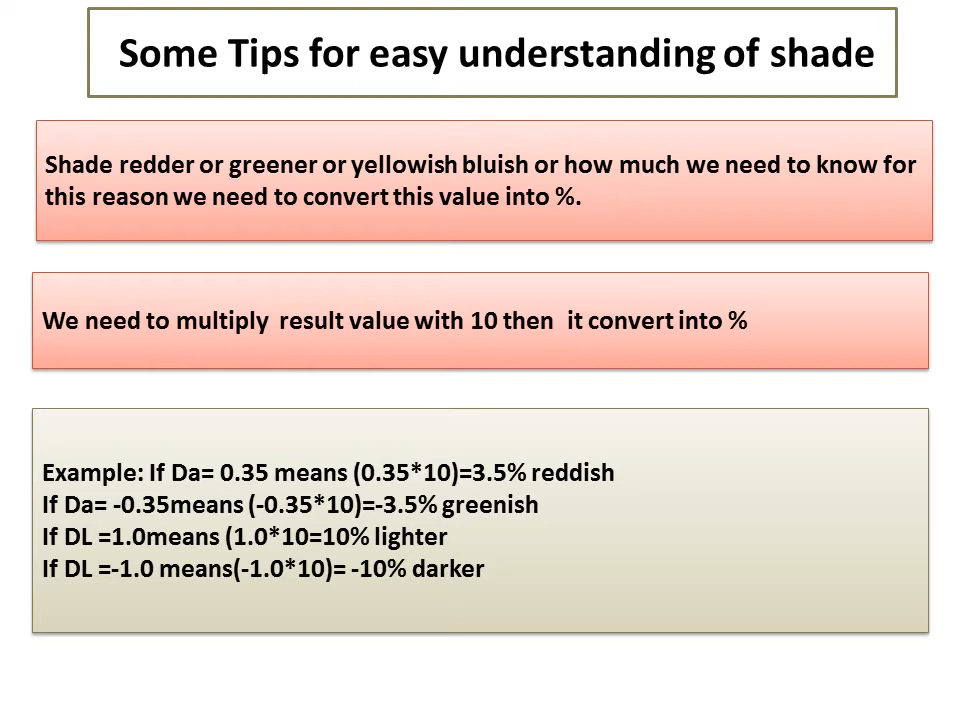 Some Tips for easy understanding of shade
Shade redder or greener or yellowish bluish or how much we need to know for
this reason we need to convert this value into %.
We need to multiply result value with 10 then it convert into %
Example: If Da= 0.35 means (0.35*10)=3.5% reddish
If Da= -0.35means (-0.35*10)=-3.5% greenish
If DL =1.0means (1.0*10=10% lighter
If DL =-1.0 means(-1.0*10)= -10% darker